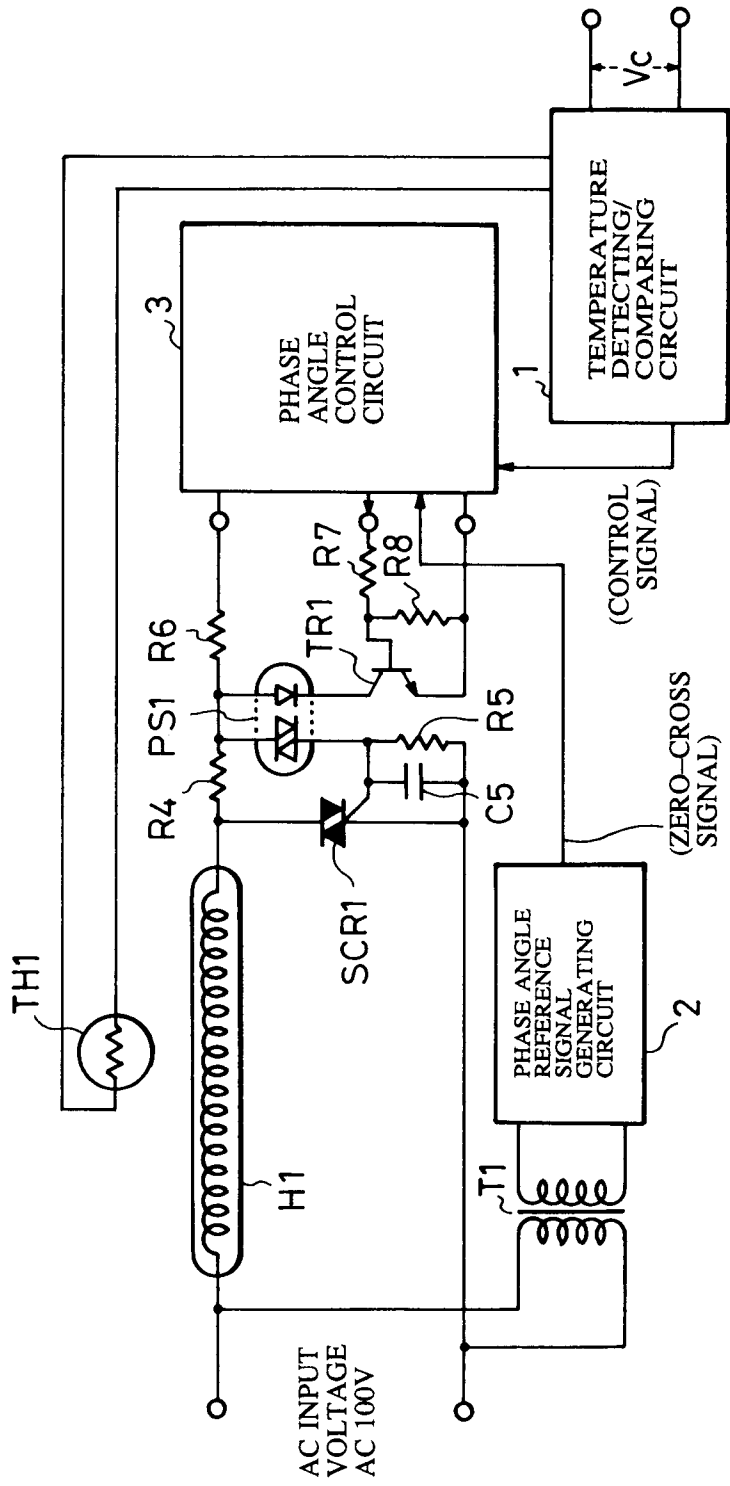 TH1
AC INPUT
VOLTAGE
AC 100V
H1
R4
PS1
R6
3
PHASE
ANGLE
CONTROL
CIRCUIT
SCR1
TR1
R7
R8
C5
R5
T1
PHASE ANGLE
REFERENCE
SIGNAL
GENERATING
CIRCUIT
2
(ZERO–CROSS
SIGNAL)
(CONTROL
SIGNAL)
1
TEMPERATURE
DETECTING/
COMPARING
CIRCUIT
Vc